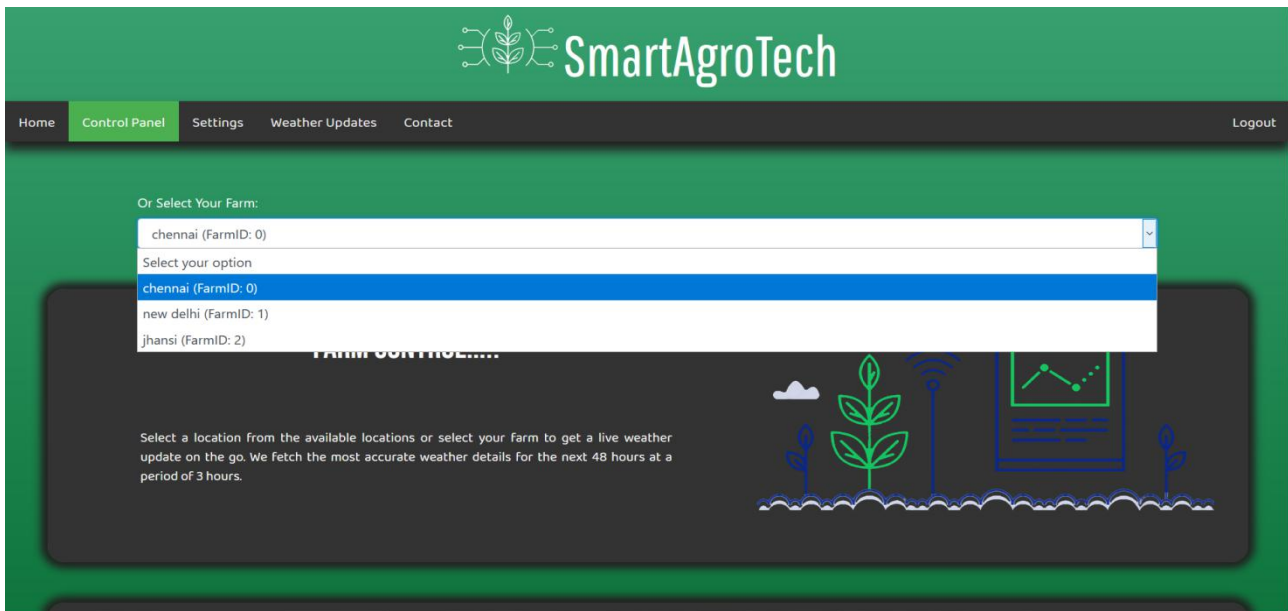 SmartAgroTech
Home Control Panel Settings Weather Updates Contact Logout
Or Select Your Farm:
chennai (FarmID: 0)
Select your option
chennai (FarmID: 0)
new delhi (FarmID: 1)
jhansi (FarmID: 2)
FARM CONTROL.....
Select a location from the available locations or select your farm to get a live weather
update on the go. We fetch the most accurate weather details for the next 48 hours at a
period of 3 hours.